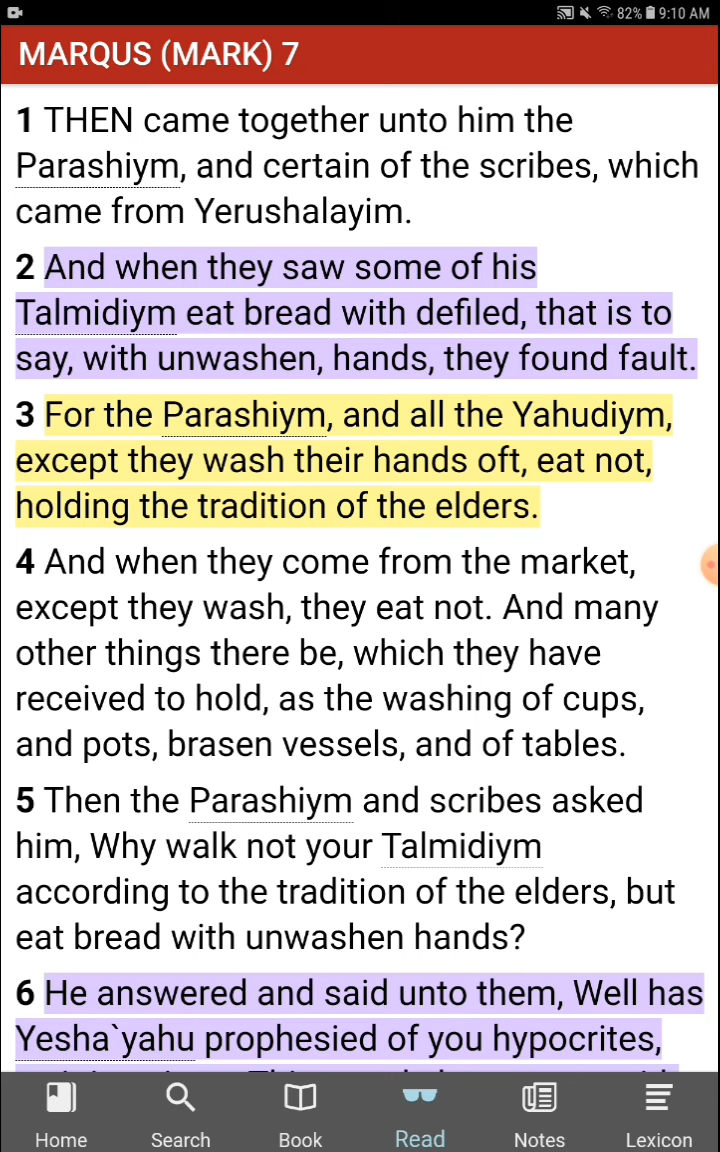 82% 9:10 AM
MARQUS (MARK) 7
1 THEN came together unto him the
Parashiym, and certain of the scribes, which
came from Yerushalayim.
2 And when they saw some of his
Talmidiym eat bread with defiled, that is to
say, with unwashen, hands, they found fault.
3 For the Parashiym, and all the Yahudiym,
except they wash their hands oft, eat not,
holding the tradition of the elders.
4 And when they come from the market,
except they wash, they eat not. And many
other things there be, which they have
received to hold, as the washing of cups,
and pots, brasen vessels, and of tables.
5 Then the Parashiym and scribes asked
him, Why walk not your Talmidiym
according to the tradition of the elders, but
eat bread with unwashen hands?
6 He answered and said unto them, Well has
Yesha`yahu prophesied of you hypocrites,
Home Search Book Read Notes Lexicon